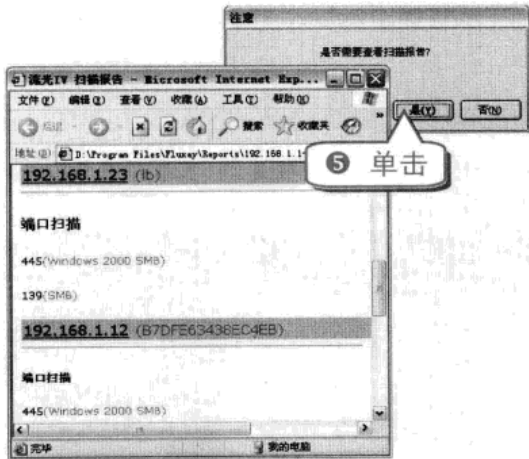 注意
是否需要查看扫描报告?
是(Y)
否(N)
❺ 单击
流光IV 扫描报告 - Microsoft Internet Exp...
文件(F) 编辑(E) 查看(V) 收藏(A) 工具(T) 帮助(H)
后退 搜索 收藏夹
地址(D) D:\Program Files\Fluxay\Reports\192.168.1.1-
192.168.1.23 (lb)
端口扫描
445(Windows 2000 SMB)
139(SMB)
192.168.1.12 (B7DFE63438EC4EB)
端口扫描
445(Windows 2000 SMB)
完毕
我的电脑